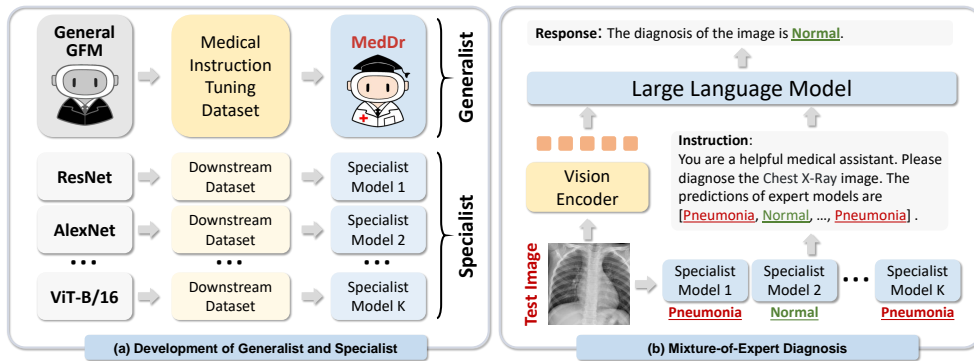 General
GFM
Medical
Instruction
Tuning
Dataset
MedDr
Generalist
ResNet
Downstream
Dataset
Specialist
Model 1
AlexNet
Downstream
Dataset
Specialist
Model 2
...
...
...
ViT-B/16
Downstream
Dataset
Specialist
Model K
Specialist
(a) Development of Generalist and Specialist
Response: The diagnosis of the image is Normal.
Large Language Model
Vision
Encoder
Instruction:
You are a helpful medical assistant. Please
diagnose the Chest X-Ray image. The
predictions of expert models are
[Pneumonia, Normal, ..., Pneumonia] .
Test Image
Specialist
Model 1
Pneumonia
Specialist
Model 2
Normal
...
Specialist
Model K
Pneumonia
(b) Mixture-of-Expert Diagnosis